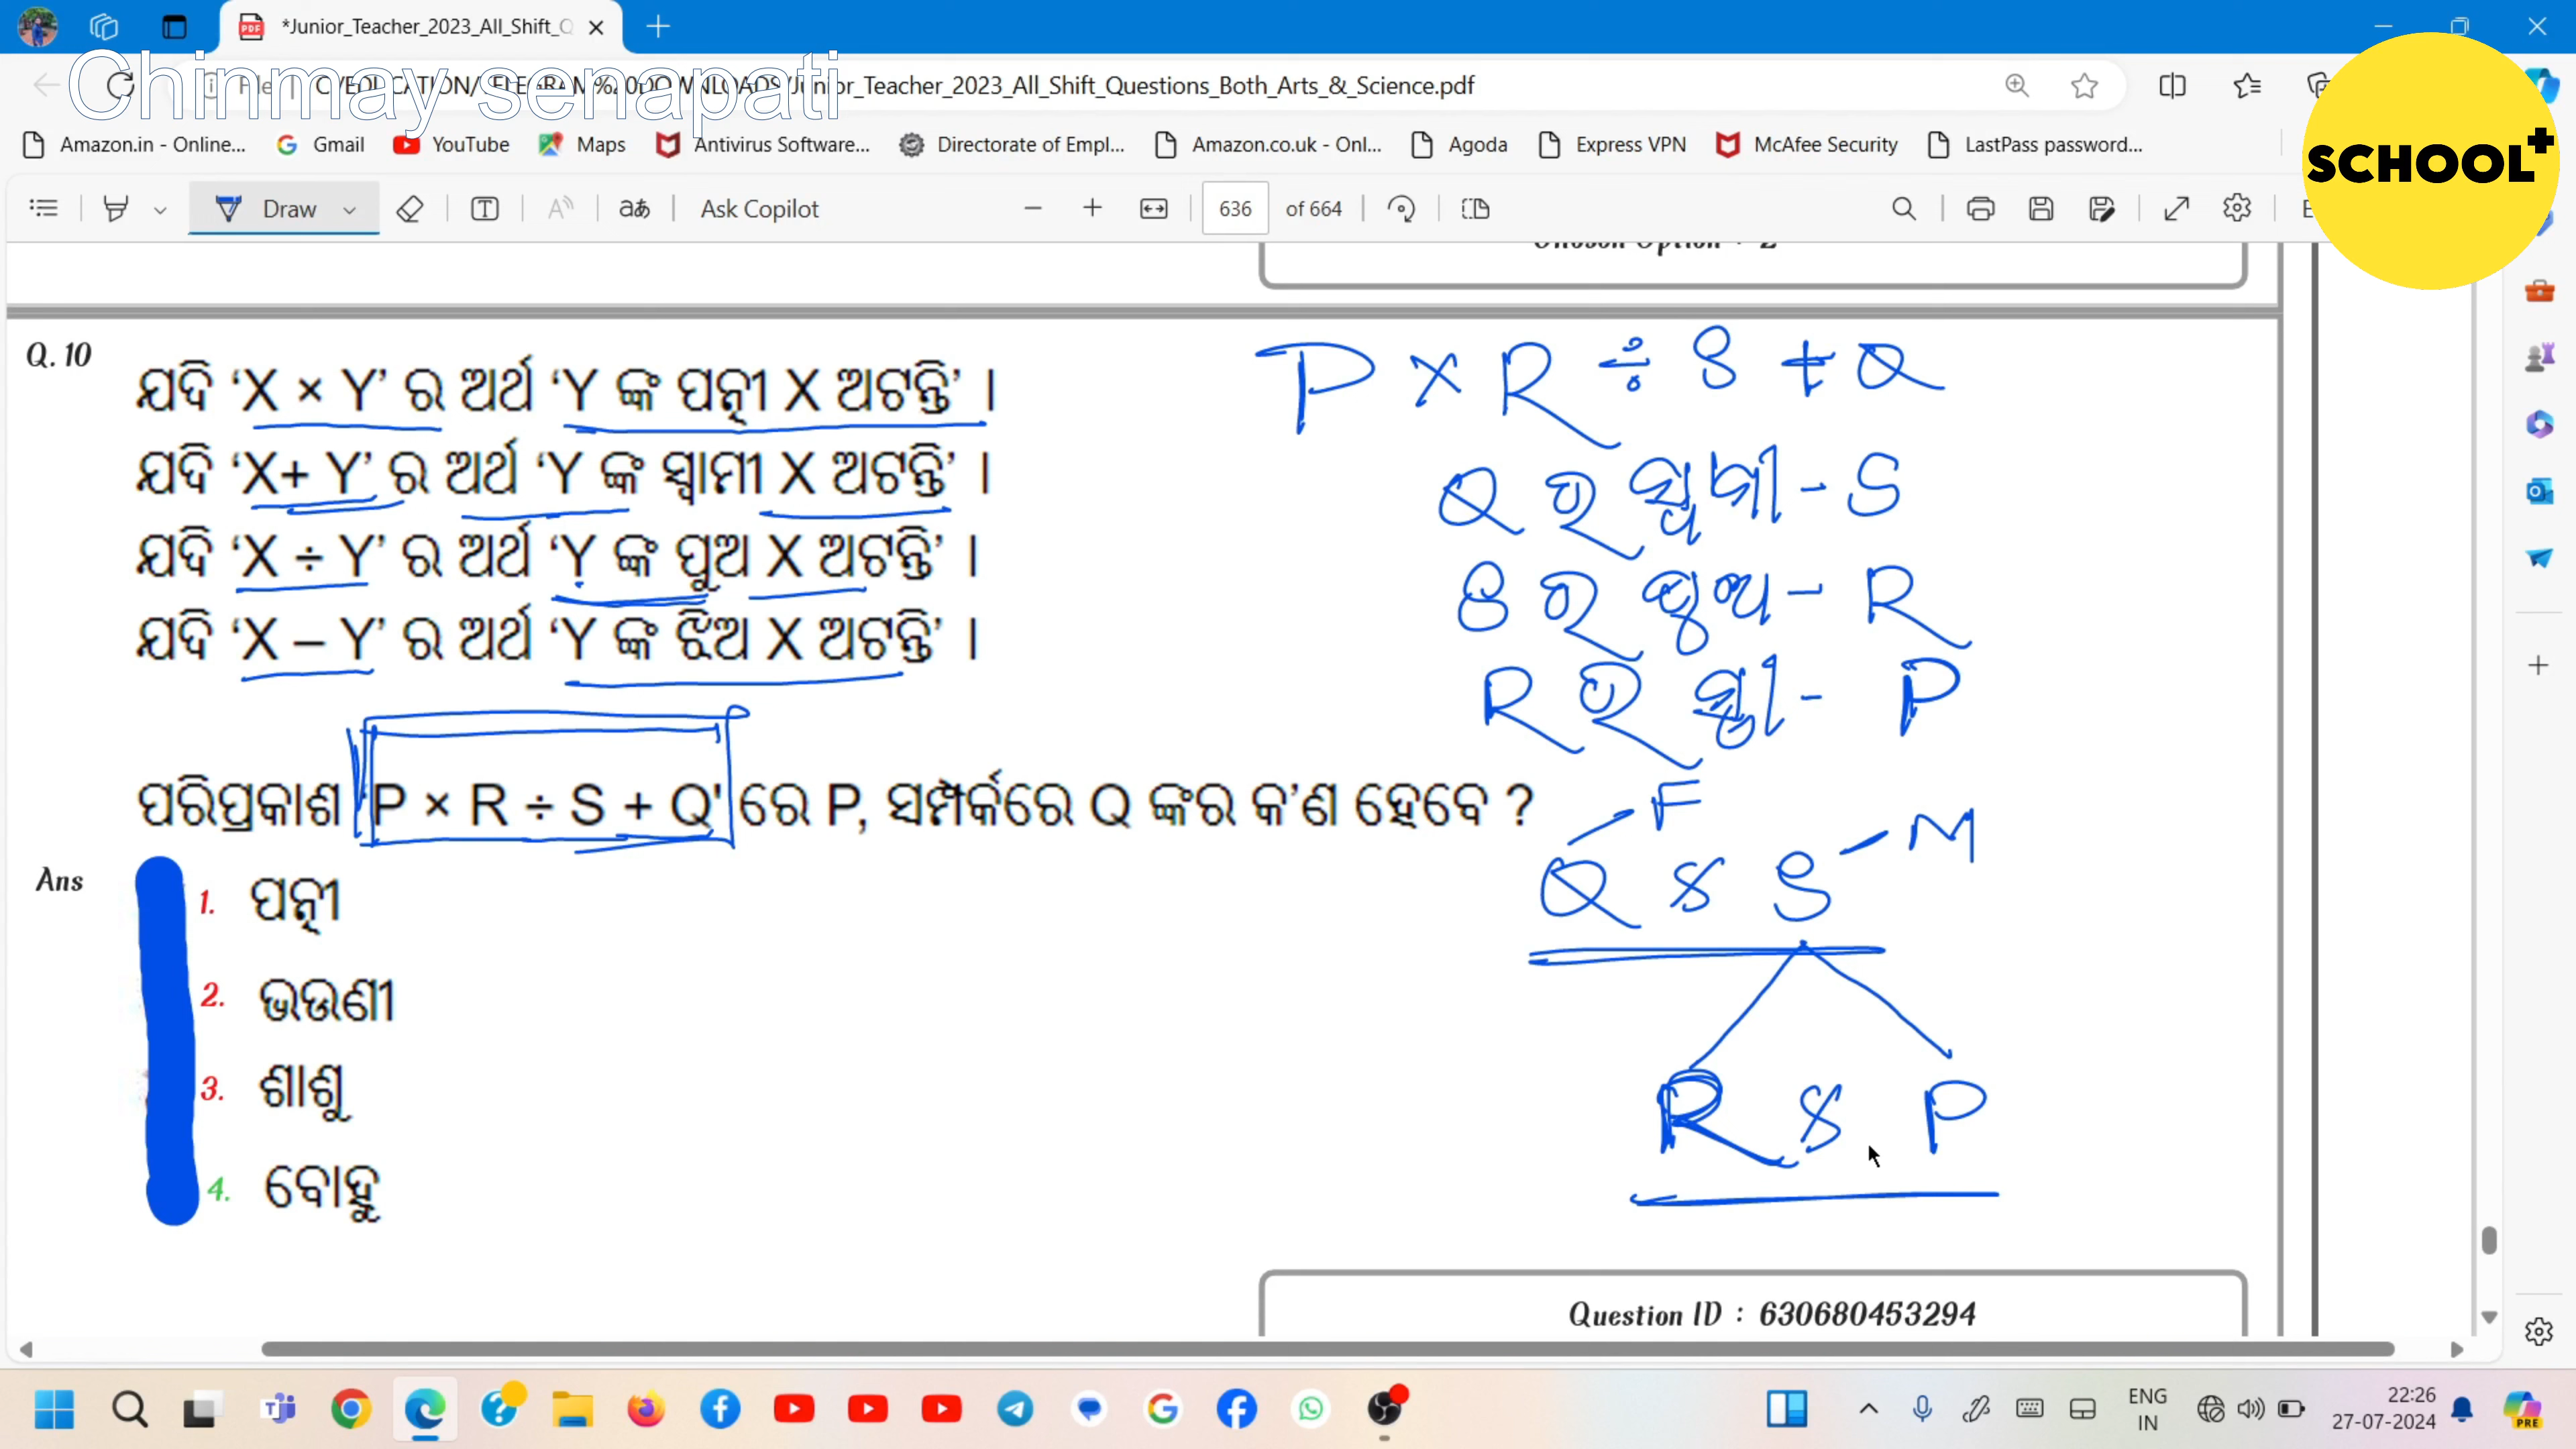 *Junior_Teacher_2023_All_Shift_Q
Chinmay senapati
Junior_Teacher_2023_All_Shift_Questions_Both_Arts_&_Science.pdf
SCHOOL+
Amazon.in - Online... Gmail YouTube Maps Antivirus Software... Directorate of Empl... Amazon.co.uk - Onl... Agoda Express VPN McAfee Security LastPass password...
Draw Ask Copilot 636 of 664
Q. 10
ଯଦି ‘X × Y’ ର ଅର୍ଥ ‘Y ଙ୍କ ପତ୍ନୀ X ଅଟନ୍ତି’ ।
ଯଦି ‘X+ Y’ ର ଅର୍ଥ ‘Y ଙ୍କ ସ୍ୱାମୀ X ଅଟନ୍ତି’ ।
ଯଦି ‘X ÷ Y’ ର ଅର୍ଥ ‘Y ଙ୍କ ପୁଅ X ଅଟନ୍ତି’ ।
ଯଦି ‘X – Y’ ର ଅର୍ଥ ‘Y ଙ୍କ ଝିଅ X ଅଟନ୍ତି’ ।
ପରିପ୍ରକାଶ 'P × R ÷ S + Q' ରେ P, ସମ୍ପର୍କରେ Q ଙ୍କର କ’ଣ ହେବେ ?
Ans
1. ପତ୍ନୀ
2. ଭଉଣୀ
3. ଶାଶୁ
4. ବୋହୁ
P × R ÷ S + Q
Q ର ସ୍ୱାମୀ - S
S ର ପୁଅ - R
R ର ସ୍ତ୍ରୀ - P
F
M
Q S
R P
Question ID : 630680453294
ENG
IN
22:26
27-07-2024
PRE